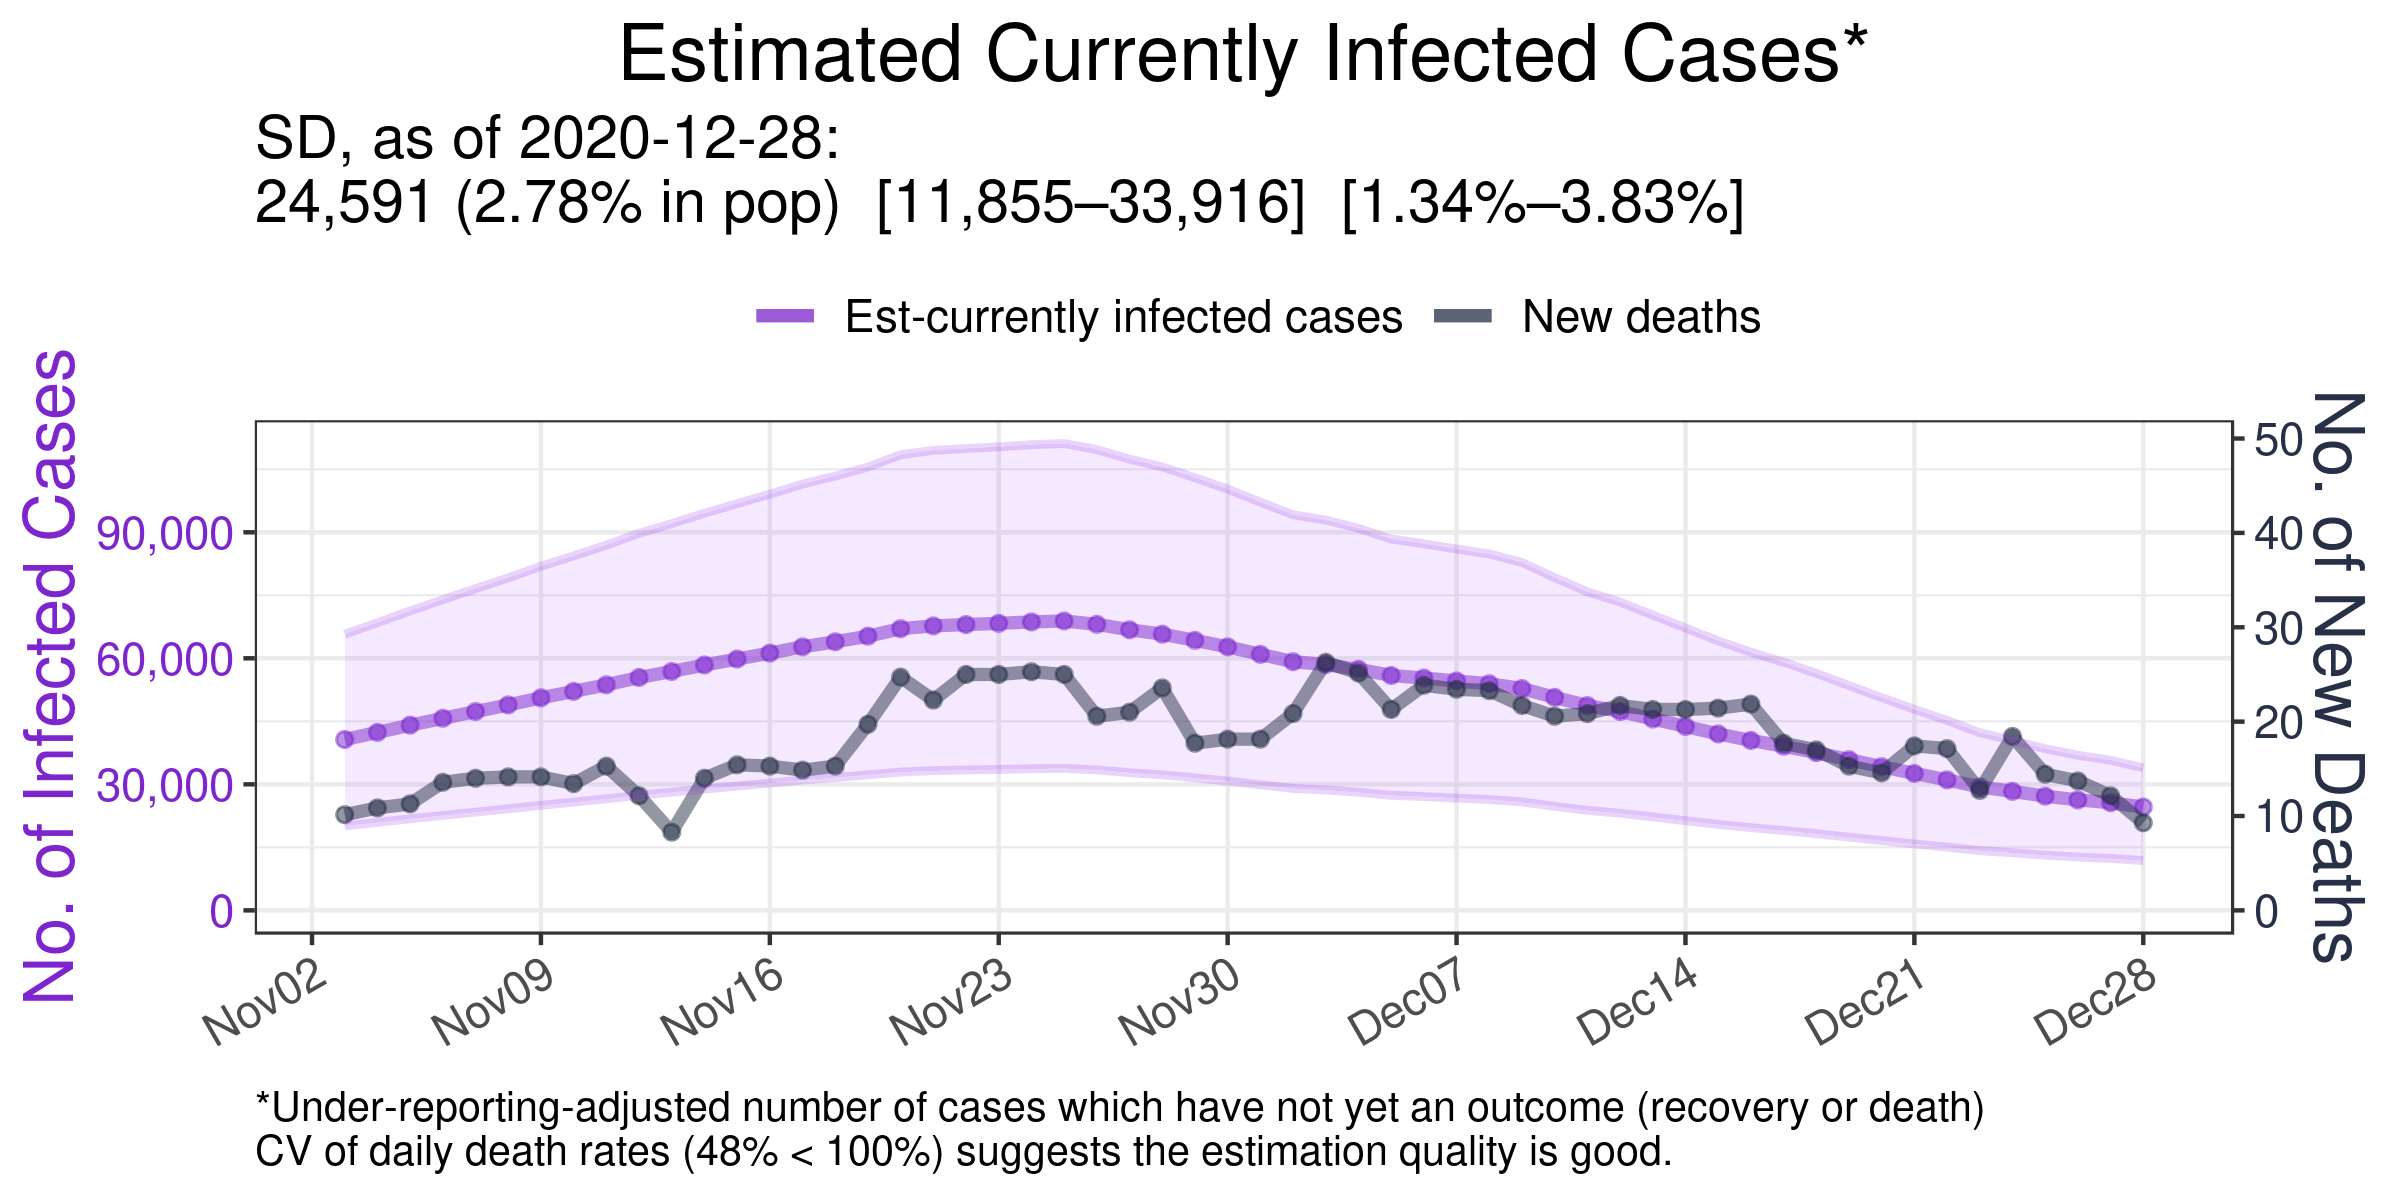 Estimated Currently Infected Cases*
SD, as of 2020-12-28:
24,591 (2.78% in pop)  [11,855–33,916]  [1.34%–3.83%]
Est-currently infected cases
New deaths
No. of Infected Cases
90,000
60,000
30,000
0
50
40
30
20
10
0
No. of New Deaths
Nov02
Nov09
Nov16
Nov23
Nov30
Dec07
Dec14
Dec21
Dec28
*Under-reporting-adjusted number of cases which have not yet an outcome (recovery or death)
CV of daily death rates (48% < 100%) suggests the estimation quality is good.